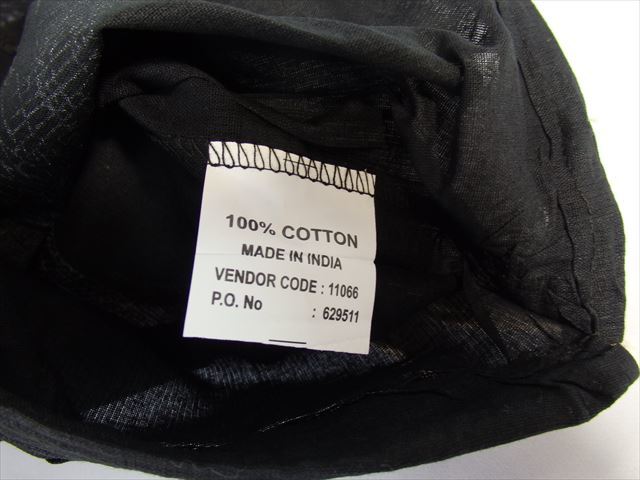 100% COTTON
MADE IN INDIA
VENDOR CODE : 11066
P.O. No : 629511